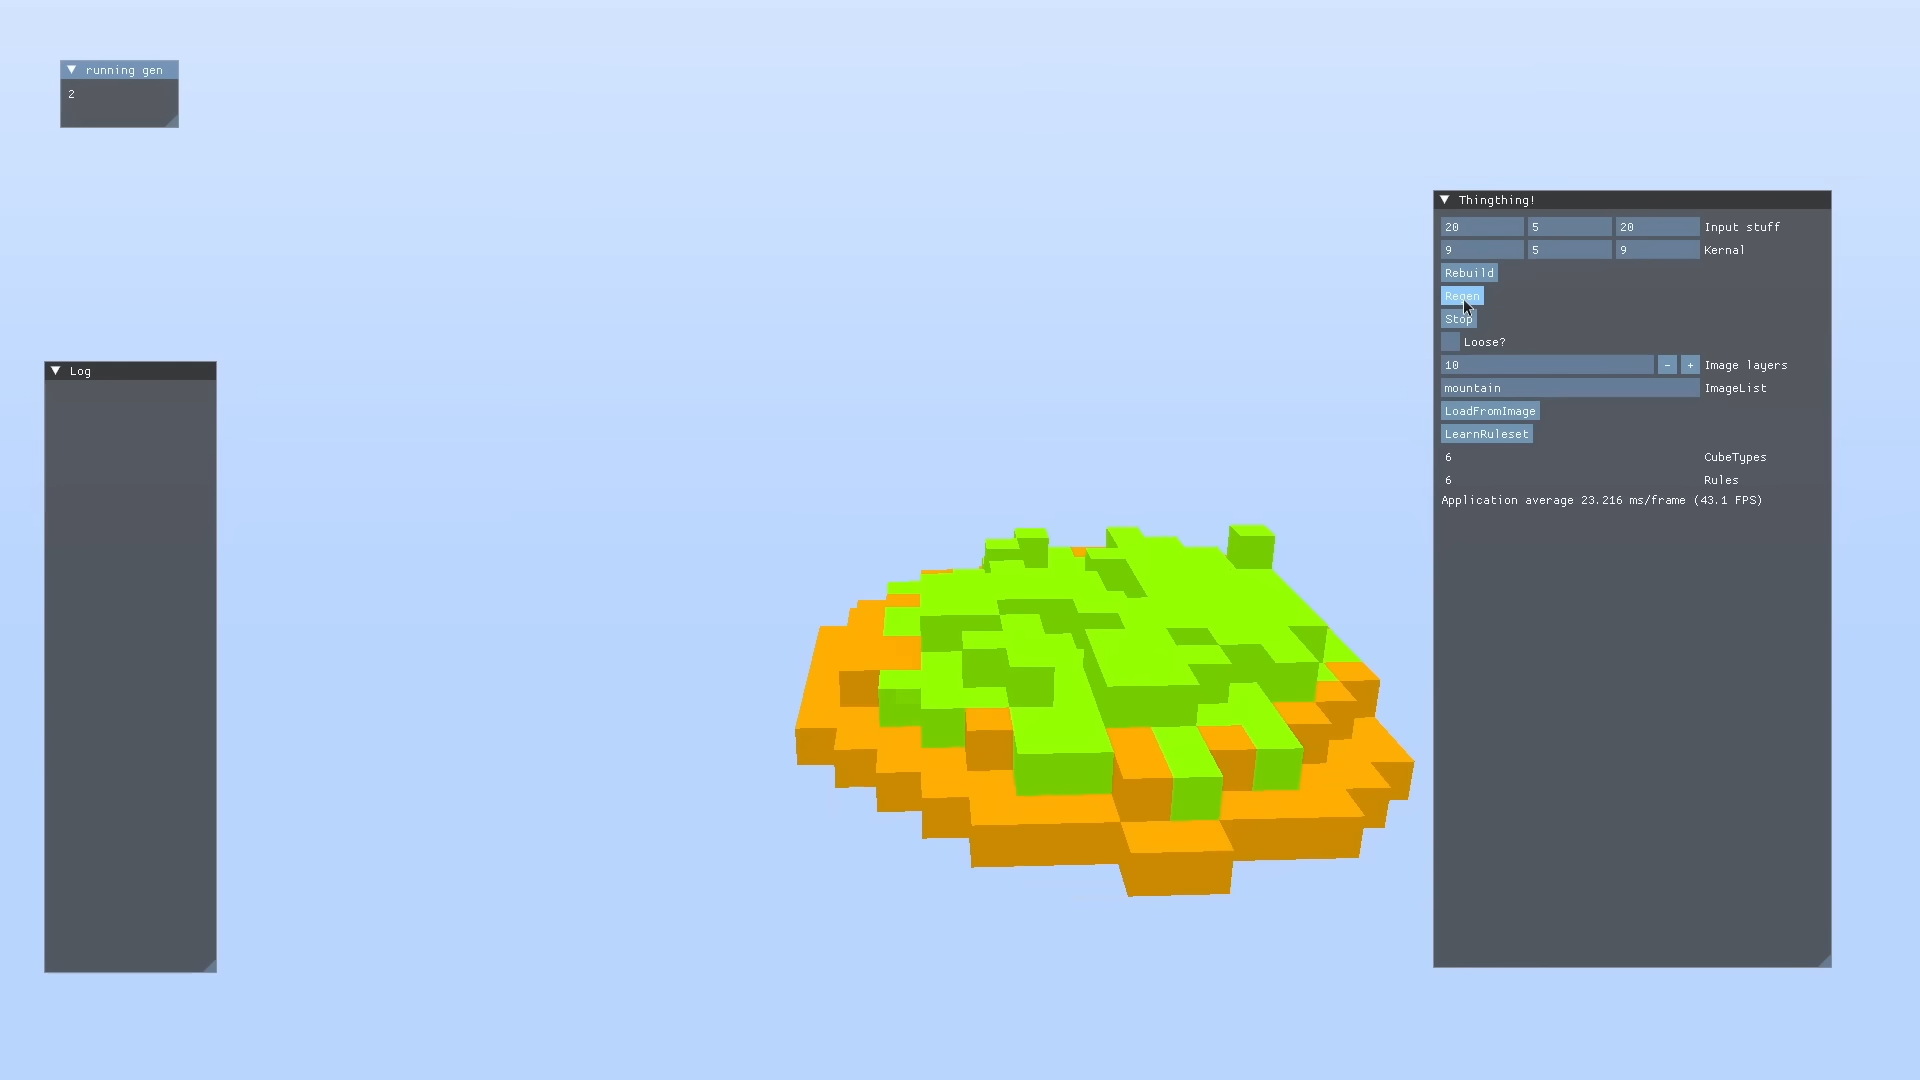 running gen
2
Log
Thingthing!
20 5 20 Input stuff
9 5 9 Kernal
Rebuild
Regen
Stop
Loose?
10 - + Image layers
mountain ImageList
LoadFromImage
LearnRuleset
6 CubeTypes
6 Rules
Application average 23.216 ms/frame (43.1 FPS)